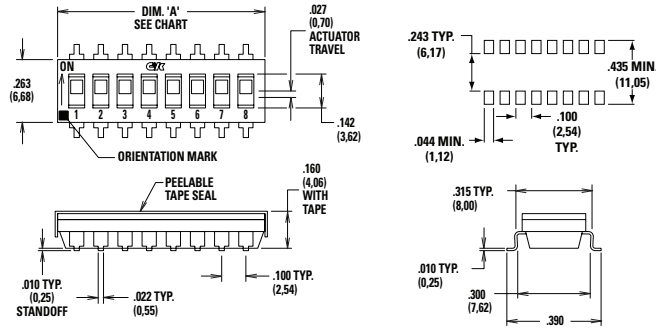 DIM. 'A'
SEE CHART
.027
(0,70)
ACTUATOR
TRAVEL
ON
C&K
1 2 3 4 5 6 7 8
.263
(6,68)
.142
(3,62)
ORIENTATION MARK
.243 TYP.
(6,17)
.435 MIN.
(11,05)
.044 MIN.
(1,12)
.100
(2,54)
TYP.
PEELABLE
TAPE SEAL
.160
(4,06)
WITH
TAPE
.010 TYP.
(0,25)
STANDOFF
.022 TYP.
(0,55)
.100 TYP.
(2,54)
.315 TYP.
(8,00)
.010 TYP.
(0,25)
.300
(7,62)
.390